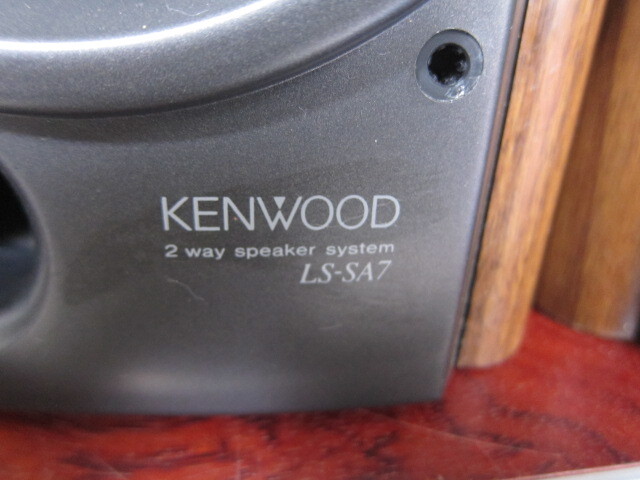 KENWOOD
2 way speaker system
LS-SA7